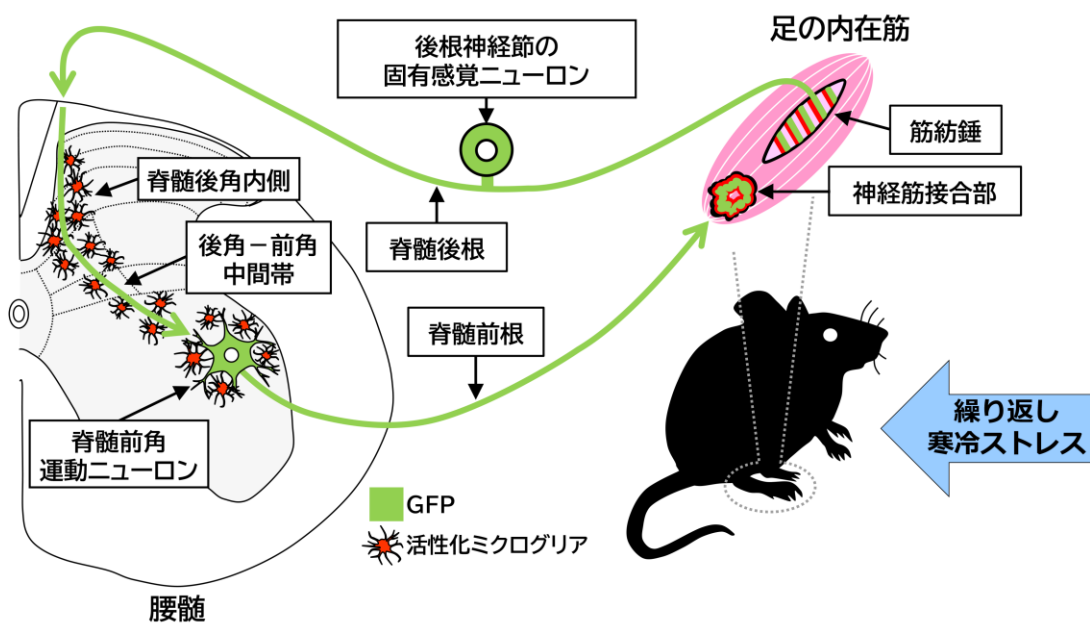 後根神経節の
固有感覚ニューロン
足の内在筋
筋紡錘
神経筋接合部
脊髄後角内側
脊髄後根
後角－前角
中間帯
脊髄前根
繰り返し
寒冷ストレス
脊髄前角
運動ニューロン
GFP
活性化ミクログリア
腰髄